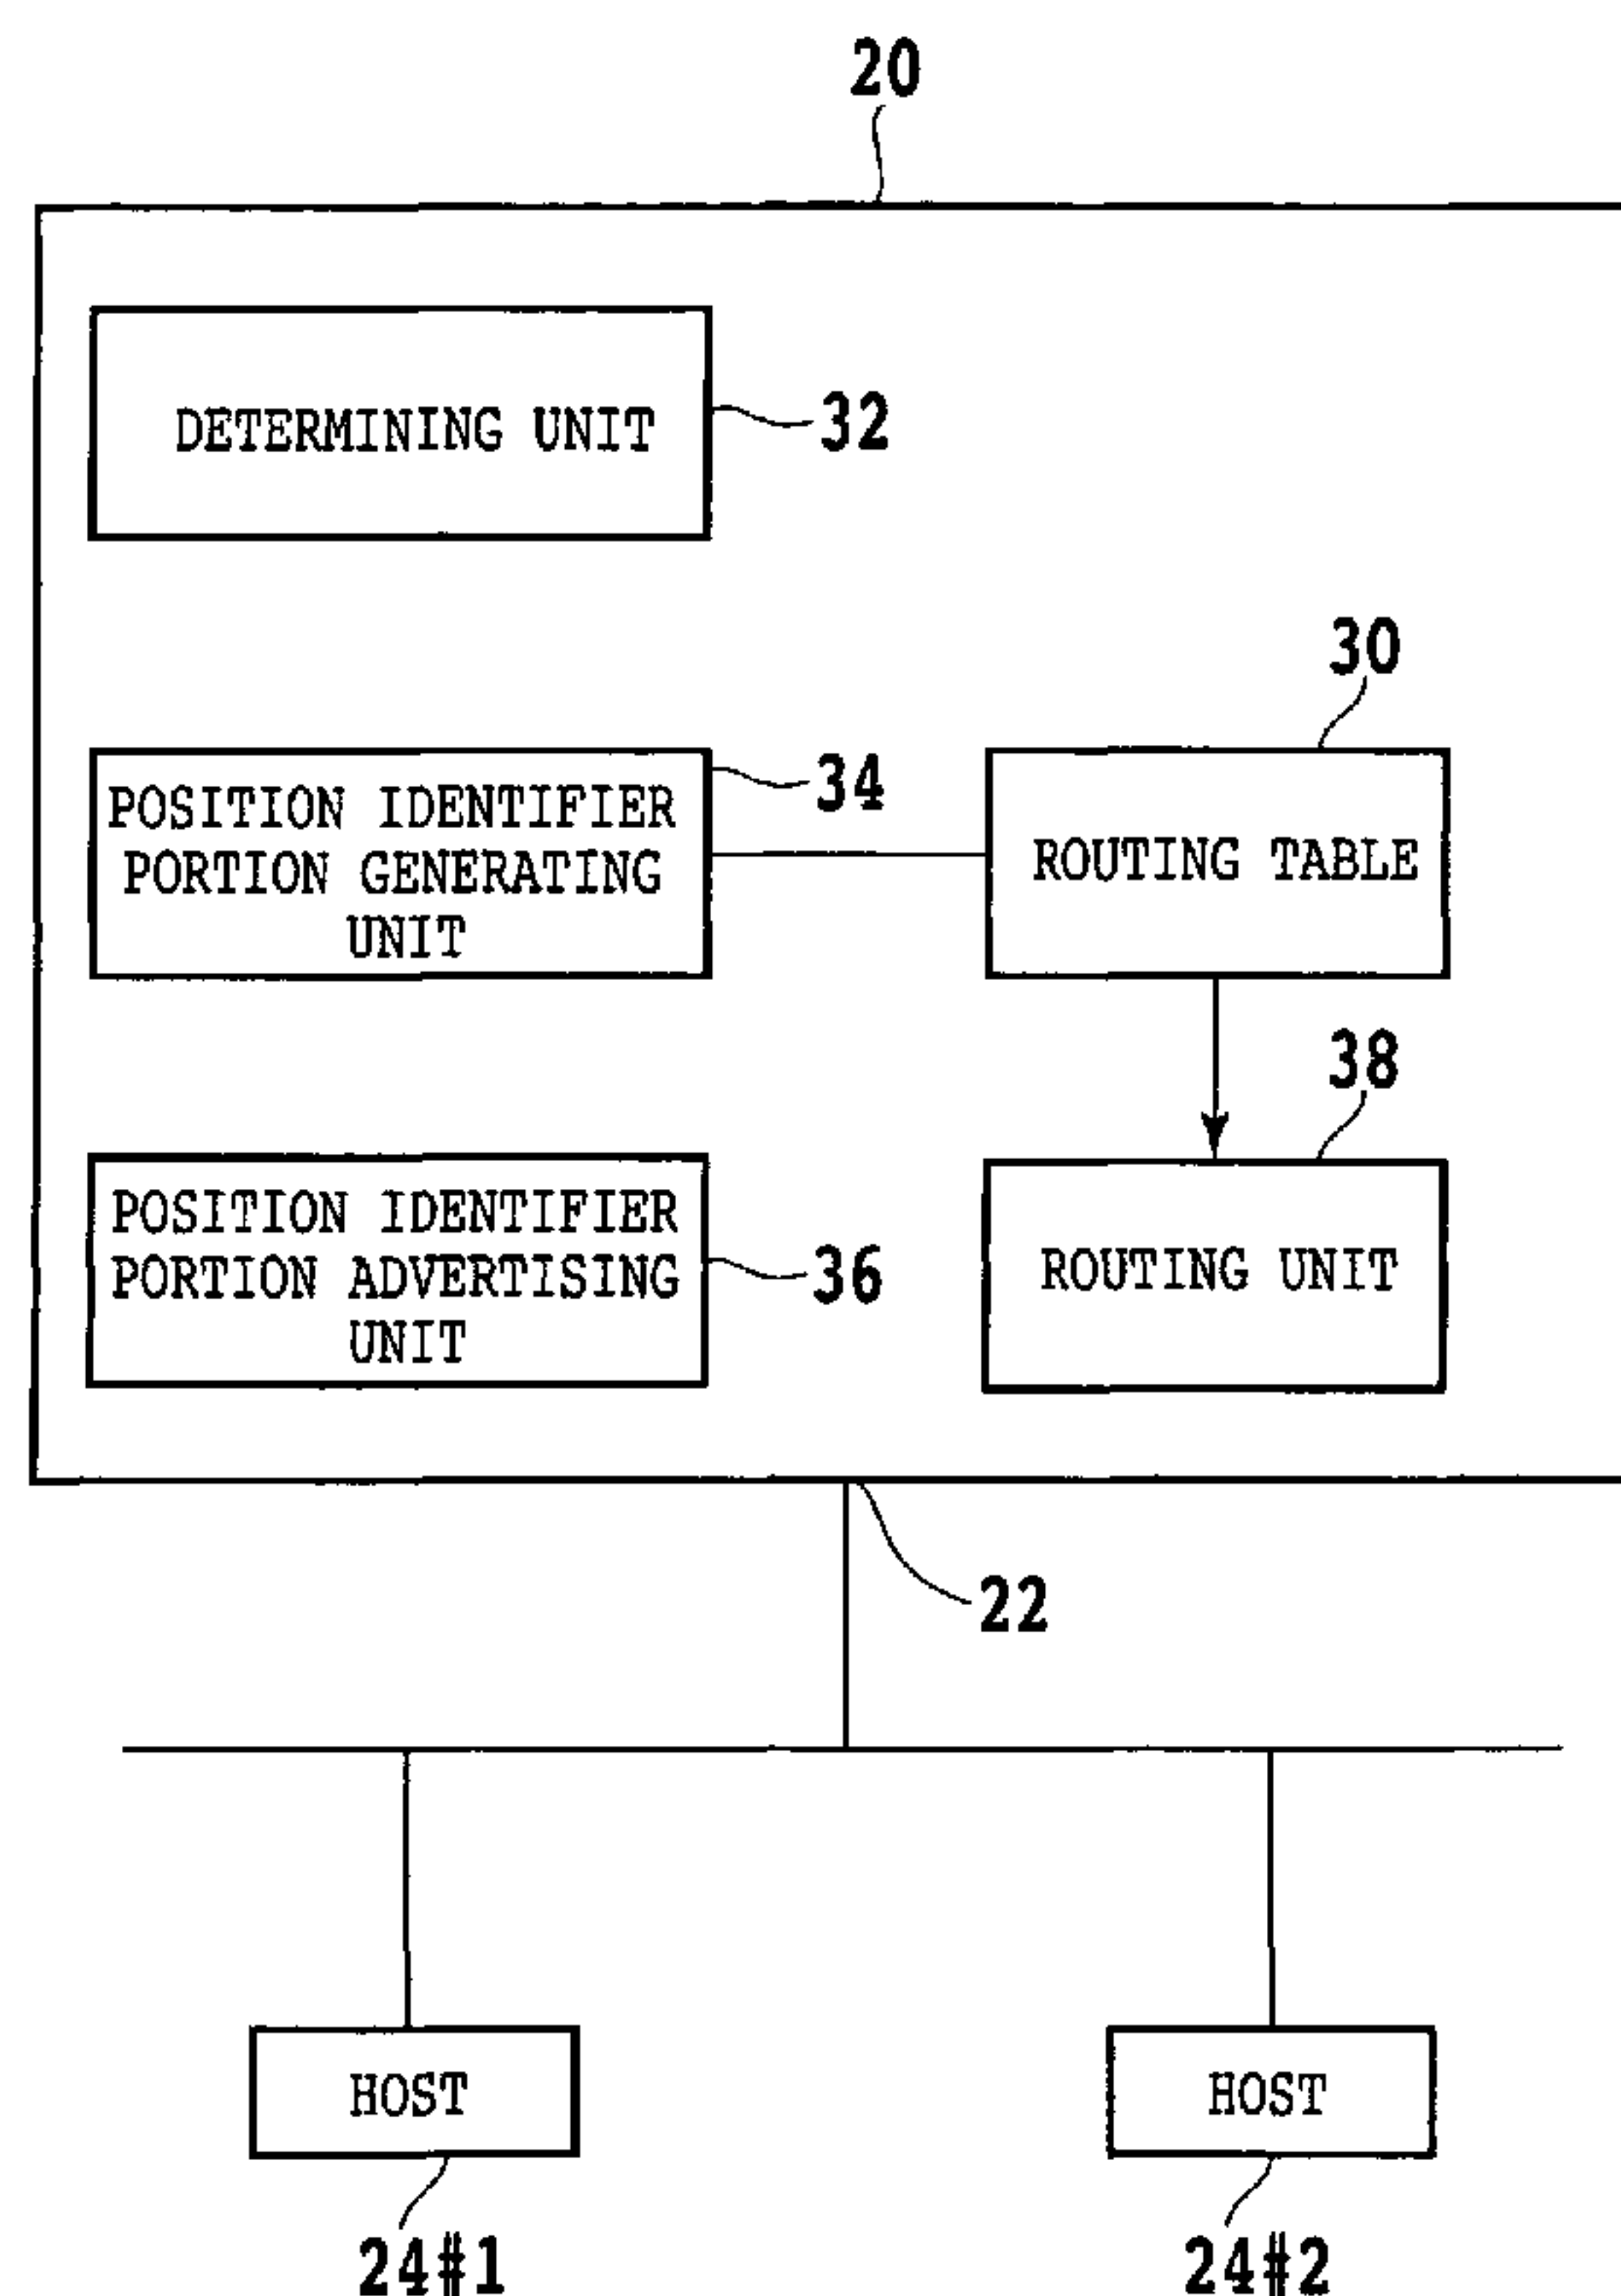 20
DETERMINING UNIT
32
30
POSITION IDENTIFIER
PORTION GENERATING
UNIT
34
ROUTING TABLE
38
POSITION IDENTIFIER
PORTION ADVERTISING
UNIT
36
ROUTING UNIT
22
HOST
HOST
24#1
24#2